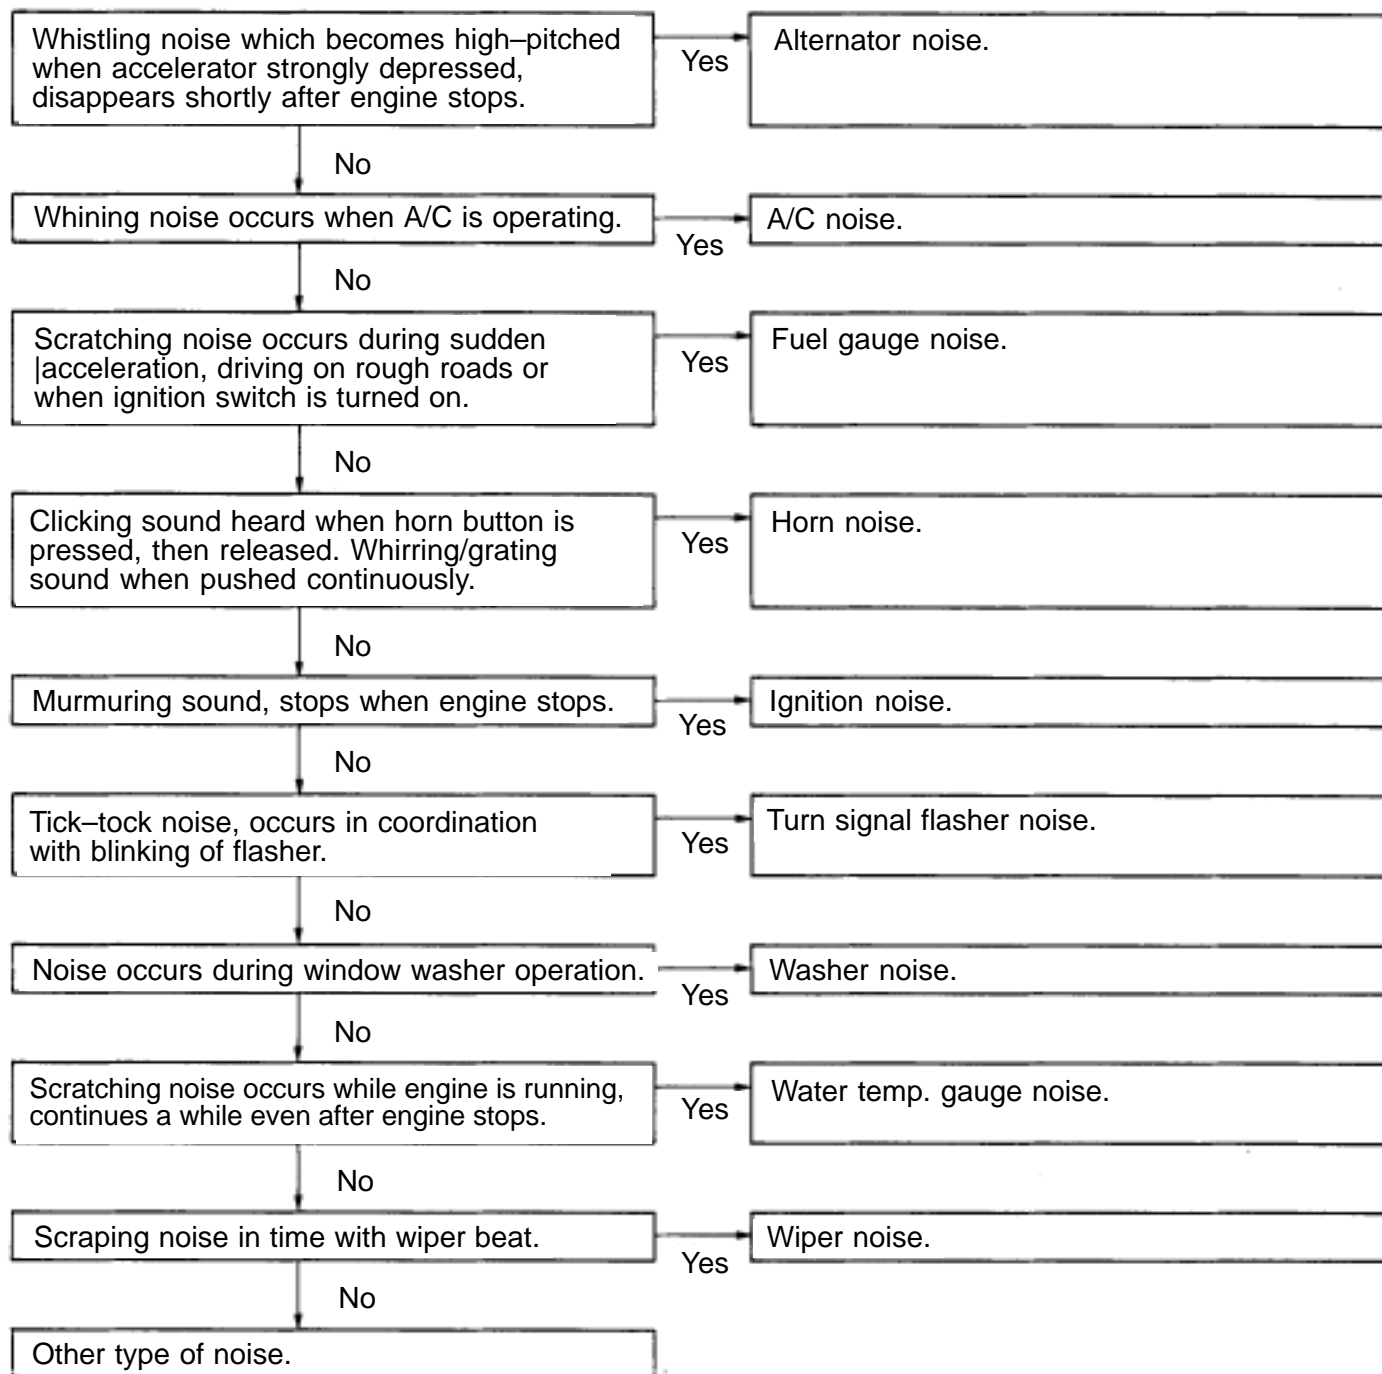 Whistling noise which becomes high–pitched
when accelerator strongly depressed,
disappears shortly after engine stops.
Yes
Alternator noise.
No
Whining noise occurs when A/C is operating.
Yes
A/C noise.
No
Scratching noise occurs during sudden
|acceleration, driving on rough roads or
when ignition switch is turned on.
Yes
Fuel gauge noise.
No
Clicking sound heard when horn button is
pressed, then released. Whirring/grating
sound when pushed continuously.
Yes
Horn noise.
No
Murmuring sound, stops when engine stops.
Yes
Ignition noise.
No
Tick–tock noise, occurs in coordination
with blinking of flasher.
Yes
Turn signal flasher noise.
No
Noise occurs during window washer operation.
Yes
Washer noise.
No
Scratching noise occurs while engine is running,
continues a while even after engine stops.
Yes
Water temp. gauge noise.
No
Scraping noise in time with wiper beat.
Yes
Wiper noise.
No
Other type of noise.